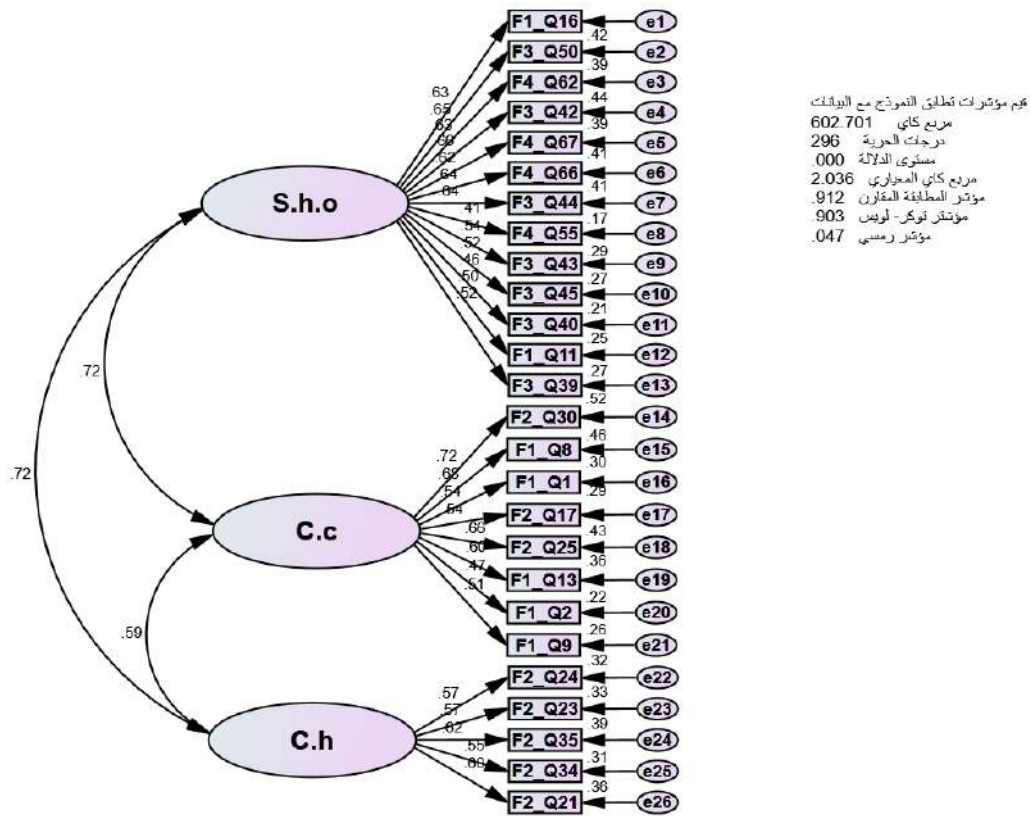 F1_Q16
e1
.42
F3_Q50
e2
.39
F4_Q62
e3
.44
F3_Q42
e4
.39
F4_Q67
e5
.41
F4_Q66
e6
.41
F3_Q44
e7
.17
F4_Q55
e8
.29
F3_Q43
e9
.27
F3_Q45
e10
.21
F3_Q40
e11
.25
F1_Q11
e12
.27
F3_Q39
e13
.63
.65
.63
.62
.64
.64
.41
.54
.52
.46
.50
.52
S.h.o
قيم مؤشرات تطابق النموذج مع البيانات
مربع كاي 602.701
درجات الحرية 296
مستوى الدلالة .000
مربع كاي المعياري 2.036
مؤشر المطابقة المقارن .912
مؤشر توكر- لويس .903
مؤشر رمسي .047
.72
.72
.59
.52
F2_Q30
e14
.46
F1_Q8
e15
.30
F1_Q1
e16
.29
F2_Q17
e17
.43
F2_Q25
e18
.36
F1_Q13
e19
.22
F1_Q2
e20
.26
F1_Q9
e21
.72
.68
.54
.54
.66
.60
.47
.51
C.c
.32
F2_Q24
e22
.33
F2_Q23
e23
.39
F2_Q35
e24
.31
F2_Q34
e25
.36
F2_Q21
e26
.57
.57
.62
.55
C.h